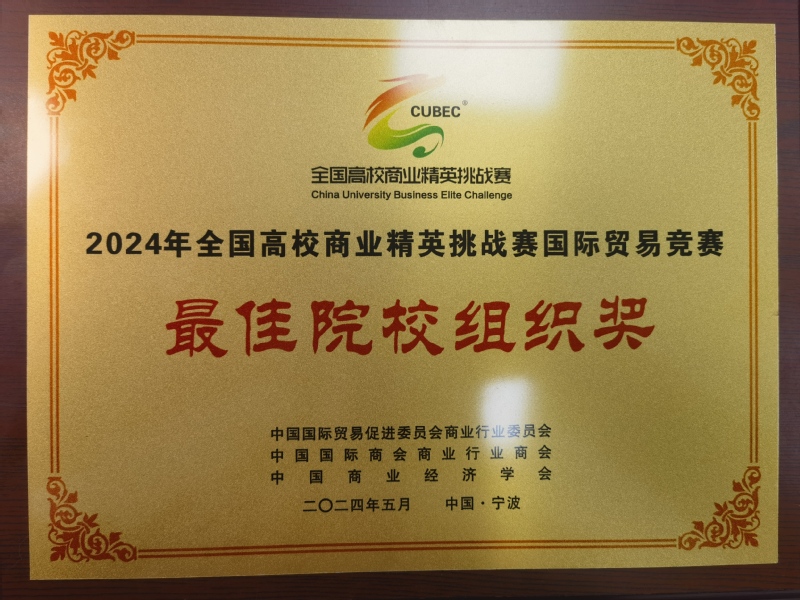 CUBEC®
全国高校商业精英挑战赛
China University Business Elite Challenge
2024年全国高校商业精英挑战赛国际贸易竞赛
最佳院校组织奖
中国国际贸易促进委员会商业行业委员会
中国国际商会商业行业商会
中国商业经济学会
二〇二四年五月 中国·宁波